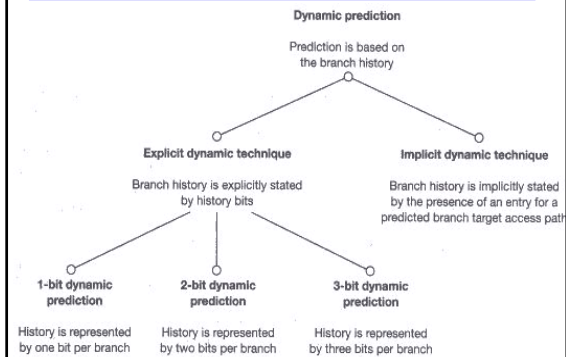 Dynamic prediction
Prediction is based on
the branch history
Explicit dynamic technique
Branch history is explicitly stated
by history bits
Implicit dynamic technique
Branch history is implicitly stated
by the presence of an entry for a
predicted branch target access path
1-bit dynamic
prediction
History is represented
by one bit per branch
2-bit dynamic
prediction
History is represented
by two bits per branch
3-bit dynamic
prediction
History is represented
by three bits per branch